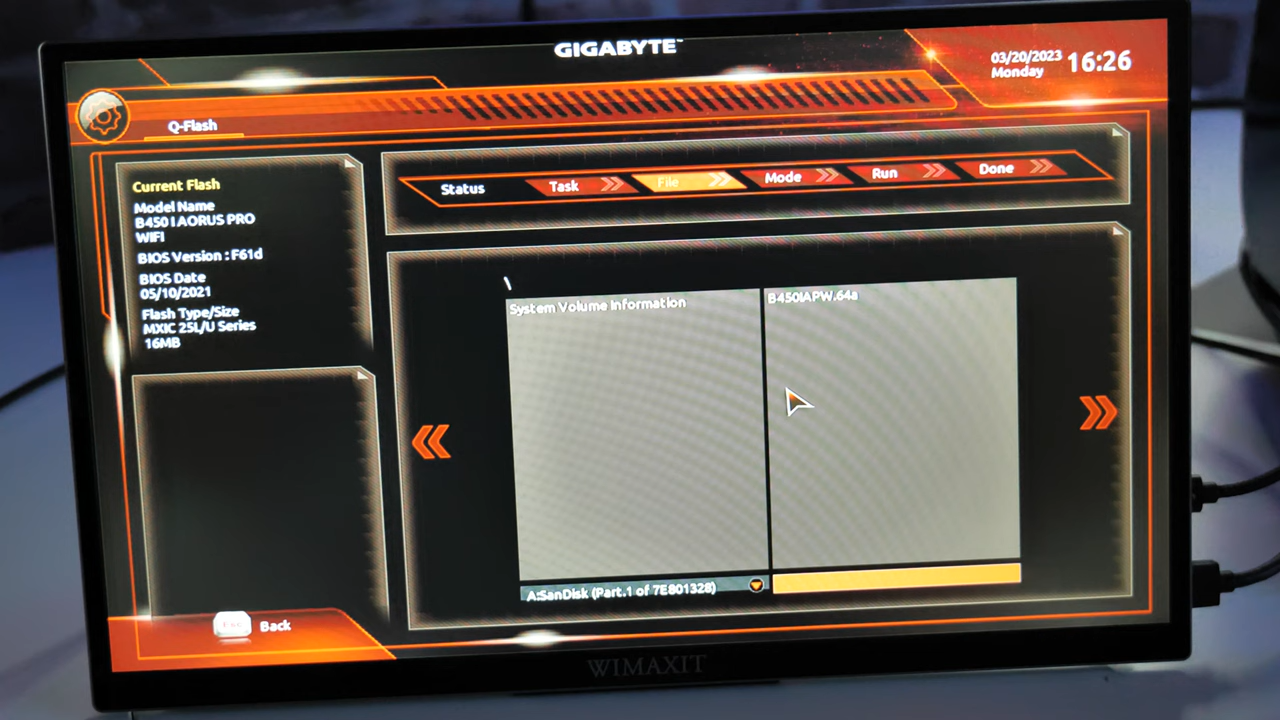 GIGABYTE™
03/20/2023
Monday
16:26
Q-Flash
Current Flash
Model Name
B450 I AORUS PRO
WIFI
BIOS Version : F61d
BIOS Date
05/10/2021
Flash Type/Size
MXIC 25L/U Series
16MB
Status
Task
File
Mode
Run
Done
\
System Volume Information
B450IAPW.64a
A:SanDisk (Part.1 of 7E801328)
Esc
Back
WIMAXIT